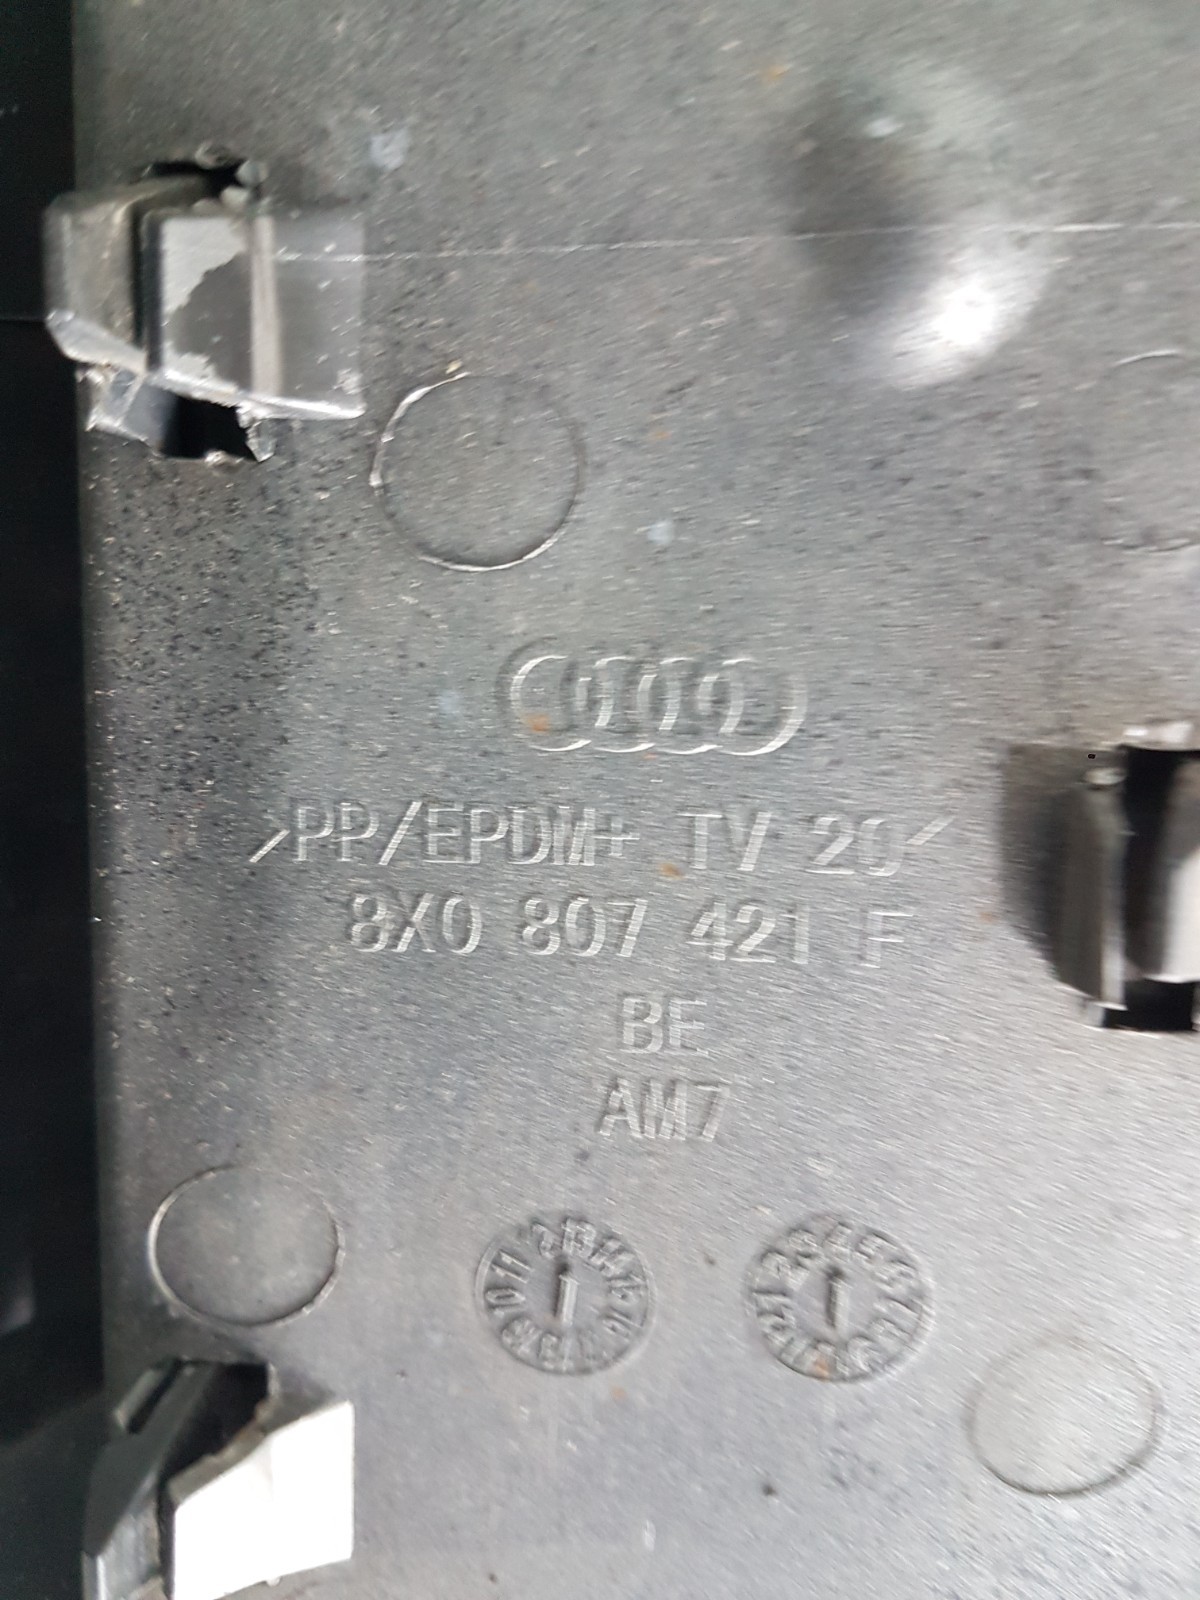 >PP/EPDM+ TV 20<
8X0 807 421 F
BE
AM7